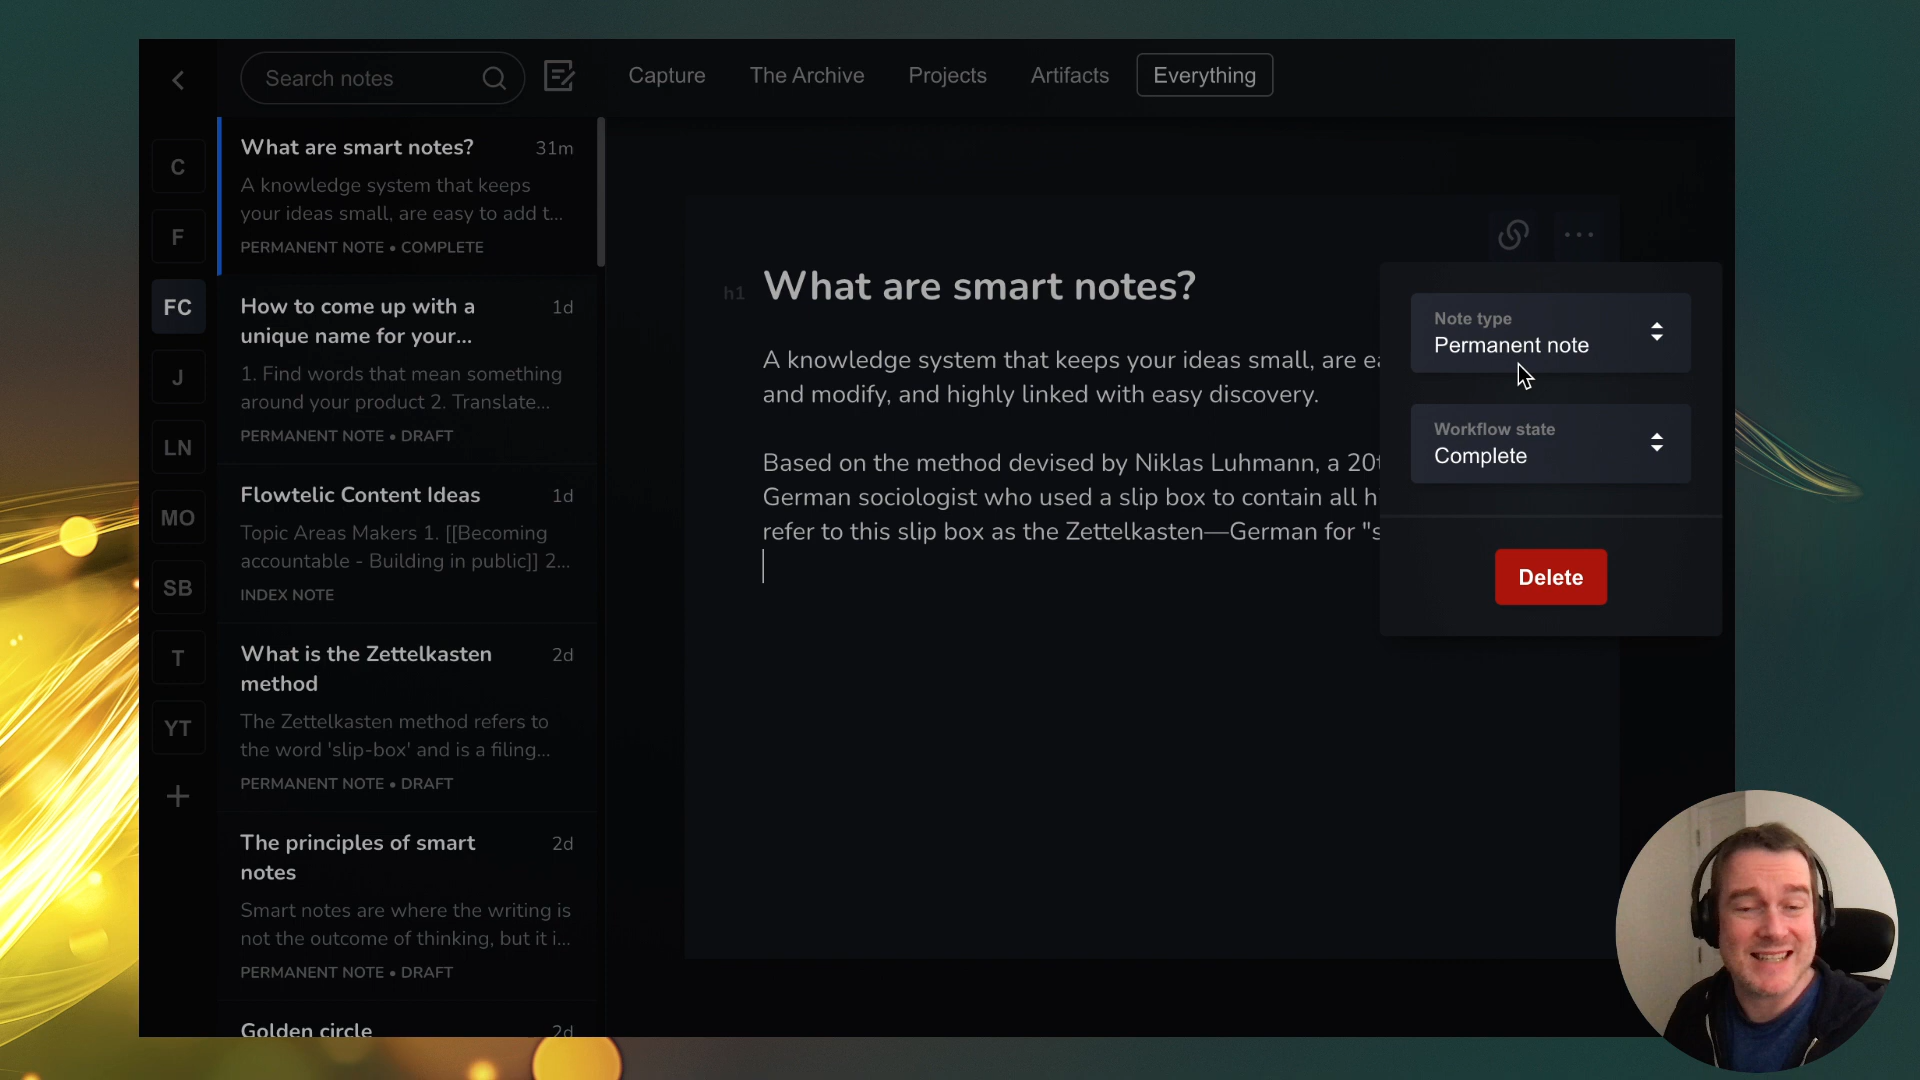 Search notes
Capture
The Archive
Projects
Artifacts
Everything
C
F
FC
J
LN
MO
SB
T
YT
+
What are smart notes?
31m
A knowledge system that keeps
your ideas small, are easy to add t...
PERMANENT NOTE • COMPLETE
How to come up with a
unique name for your...
1d
1. Find words that mean something
around your product 2. Translate...
PERMANENT NOTE • DRAFT
Flowtelic Content Ideas
1d
Topic Areas Makers 1. [[Becoming
accountable - Building in public]] 2...
INDEX NOTE
What is the Zettelkasten
method
2d
The Zettelkasten method refers to
the word 'slip-box' and is a filing...
PERMANENT NOTE • DRAFT
The principles of smart
notes
2d
Smart notes are where the writing is
not the outcome of thinking, but it i...
PERMANENT NOTE • DRAFT
Golden circle
2d
h1
What are smart notes?
A knowledge system that keeps your ideas small, are ea
and modify, and highly linked with easy discovery.
Based on the method devised by Niklas Luhmann, a 20t
German sociologist who used a slip box to contain all h
refer to this slip box as the Zettelkasten—German for "s
Note type
Permanent note
Workflow state
Complete
Delete